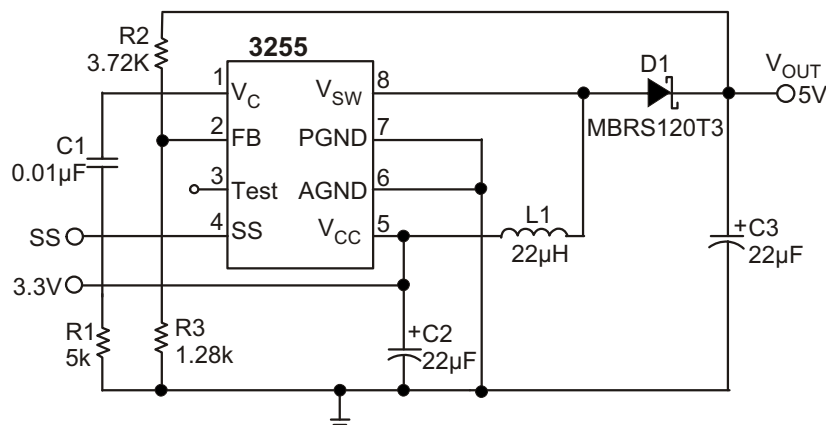 R2
3.72K
3255
D1
VOUT
5V
MBRS120T3
1
VC
VSW
8
2
FB
PGND
7
3
Test
AGND
6
4
SS
VCC
5
C1
0.01µF
SS
3.3V
L1
22µH
+C3
22µF
R1
5k
R3
1.28k
+C2
22µF